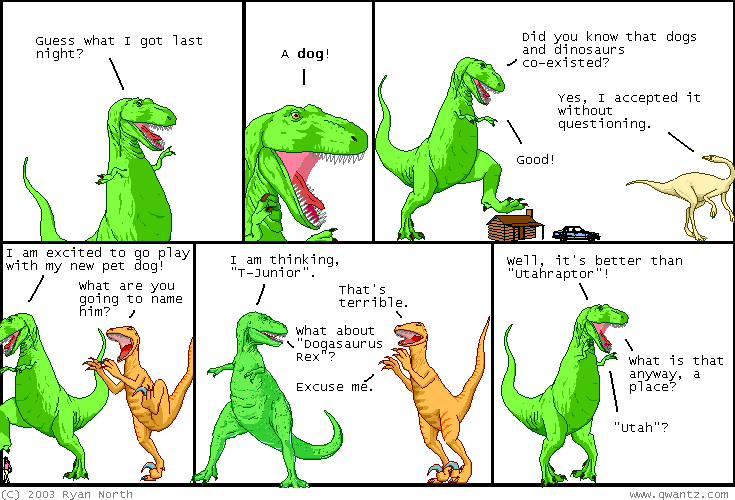 Guess what I got last
night?
A dog!
Did you know that dogs
and dinosaurs
co-existed?
Yes, I accepted it
without
questioning.
Good!
I am excited to go play
with my new pet dog!
What are you
going to name
him?
I am thinking,
"T-Junior".
That's
terrible.
What about
"Dogasaurus
Rex"?
Excuse me.
Well, it's better than
"Utahraptor"!
What is that
anyway, a
place?
"Utah"?
(C) 2003 Ryan North
www.qwantz.com